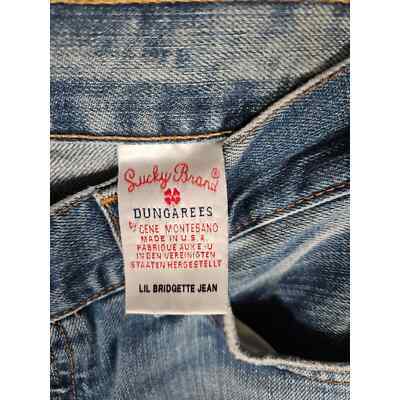 Lucky Brand®
DUNGAREES
by GENE MONTESANO
MADE IN U.S.A.
FABRIQUE AUX E-U
IN DEN VEREINIGTEN
STAATEN HERGESTELLT
LIL BRIDGETTE JEAN